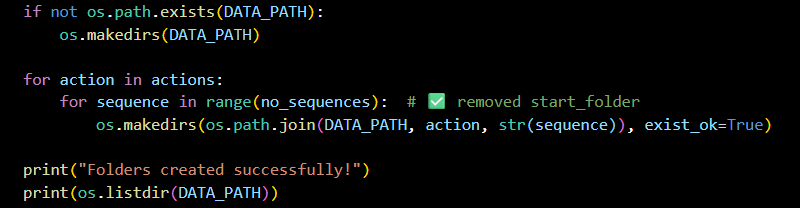 if not os.path.exists(DATA_PATH):
    os.makedirs(DATA_PATH)

for action in actions:
    for sequence in range(no_sequences):  # ✅ removed start_folder
        os.makedirs(os.path.join(DATA_PATH, action, str(sequence)), exist_ok=True)

print("Folders created successfully!")
print(os.listdir(DATA_PATH))